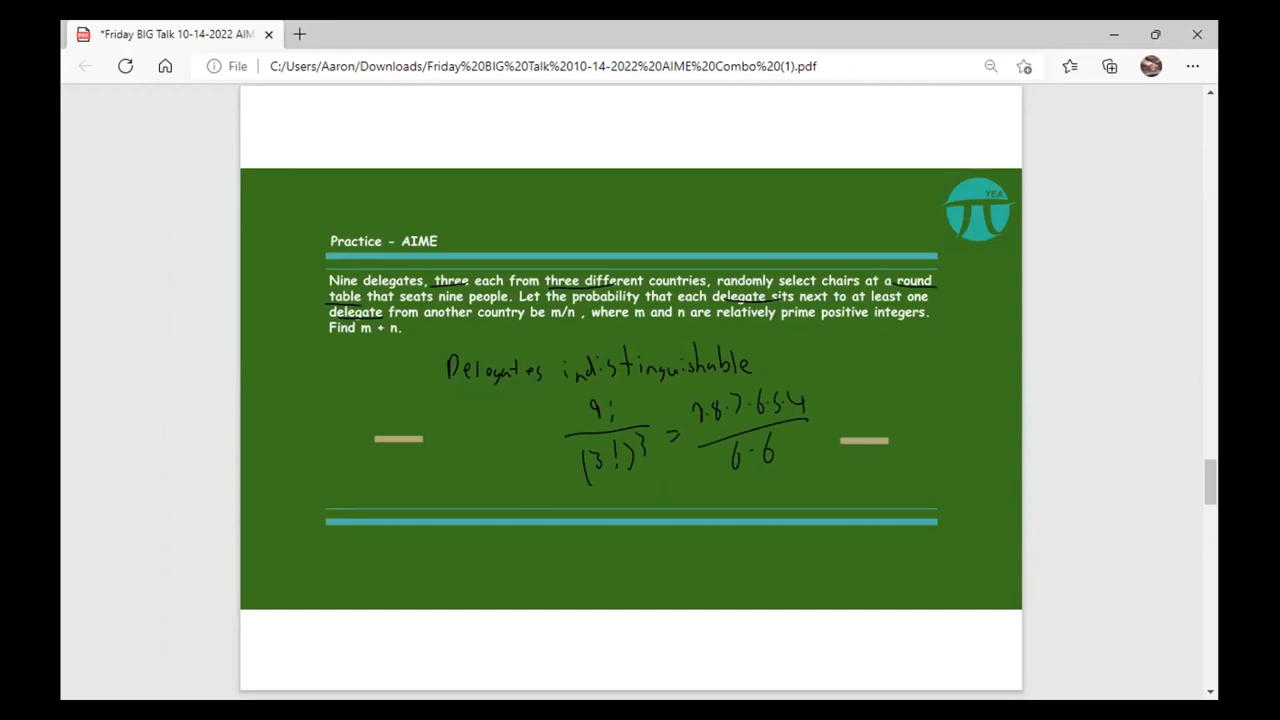 *Friday BIG Talk 10-14-2022 AIM
File C:/Users/Aaron/Downloads/Friday%20BIG%20Talk%2010-14-2022%20AIME%20Combo%20(1).pdf
YEA
Practice - AIME
Nine delegates, three each from three different countries, randomly select chairs at a round
table that seats nine people. Let the probability that each delegate sits next to at least one
delegate from another country be m/n , where m and n are relatively prime positive integers.
Find m + n.
Delegates indistinguishable
9! / (3!)^3 = 9·8·7·6·5·4 / 6·6